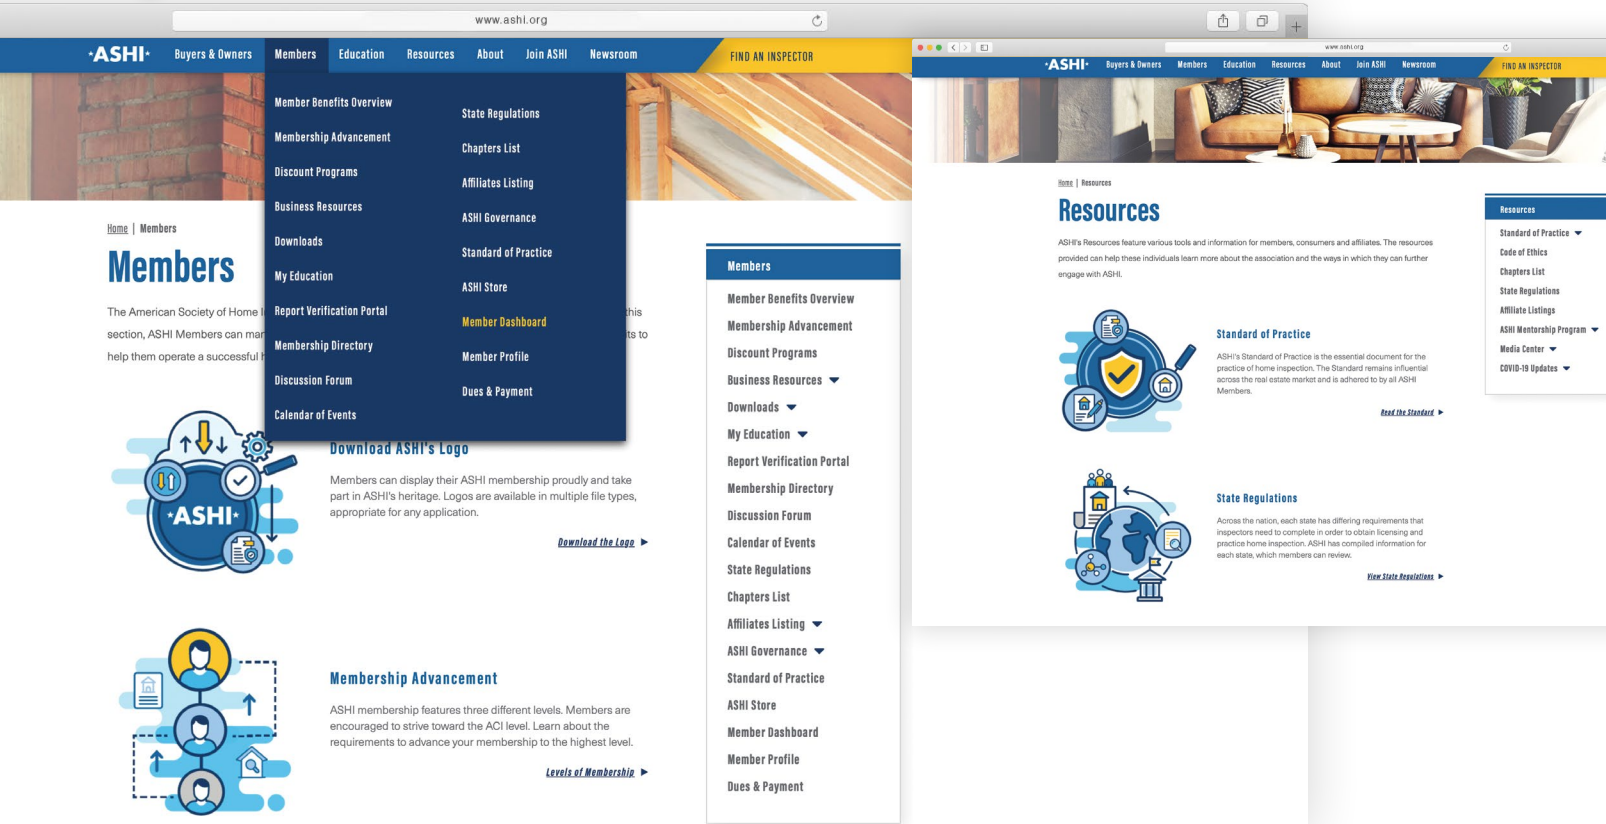 www.ashi.org
ASHI
Buyers & Owners
Members
Education
Resources
About
Join ASHI
Newsroom
FIND AN INSPECTOR
Member Benefits Overview
Membership Advancement
Discount Programs
Business Resources
Downloads
My Education
Report Verification Portal
Membership Directory
Discussion Forum
Calendar of Events
State Regulations
Chapters List
Affiliates Listing
ASHI Governance
Standard of Practice
ASHI Store
Member Dashboard
Member Profile
Dues & Payment
Home | Members
Members
The American Society of Home
this
section, ASHI Members can
to
help them operate a successful
Download ASHI's Logo
Members can display their ASHI membership proudly and take
part in ASHI's heritage. Logos are available in multiple file types,
appropriate for any application.
Download the Logo
ASHI
Membership Advancement
ASHI membership features three different levels. Members are
encouraged to strive toward the ACI level. Learn about the
requirements to advance your membership to the highest level.
Levels of Membership
Members
Member Benefits Overview
Membership Advancement
Discount Programs
Business Resources
Downloads
My Education
Report Verification Portal
Membership Directory
Discussion Forum
Calendar of Events
State Regulations
Chapters List
Affiliates Listing
ASHI Governance
Standard of Practice
ASHI Store
Member Dashboard
Member Profile
Dues & Payment
www.ashi.org
ASHI
Buyers & Owners
Members
Education
Resources
About
Join ASHI
Newsroom
FIND AN INSPECTOR
Home | Resources
Resources
ASHI's Resources feature various tools and information for members, consumers and affiliates. The resources
provided can help these individuals learn more about the association and the ways in which they can further
engage with ASHI.
Standard of Practice
ASHI's Standard of Practice is the essential document for the
practice of home inspection. The Standard remains influential
across the real estate market and is adhered to by all ASHI
Members.
Read the Standard
State Regulations
Across the nation, each state has differing requirements that
inspectors need to complete in order to obtain licensing and
practice home inspection. ASHI has compiled information for
each state, which members can review.
View State Regulations
Resources
Standard of Practice
Code of Ethics
Chapters List
State Regulations
Affiliate Listings
ASHI Mentorship Program
Media Center
COVID-19 Updates